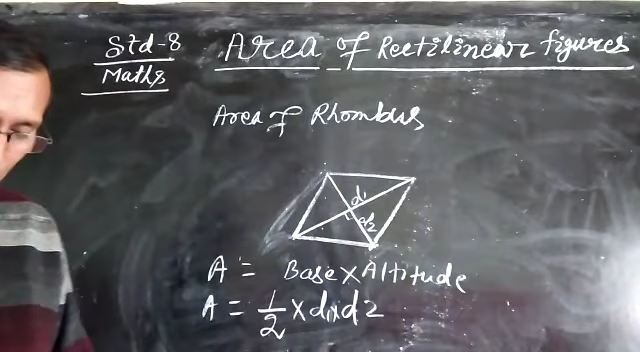 Std-8 Area of Rectilinear figures
Maths
Area of Rhombus
d1
d2
A = Base × Altitude
A = 1/2 × d1 × d2